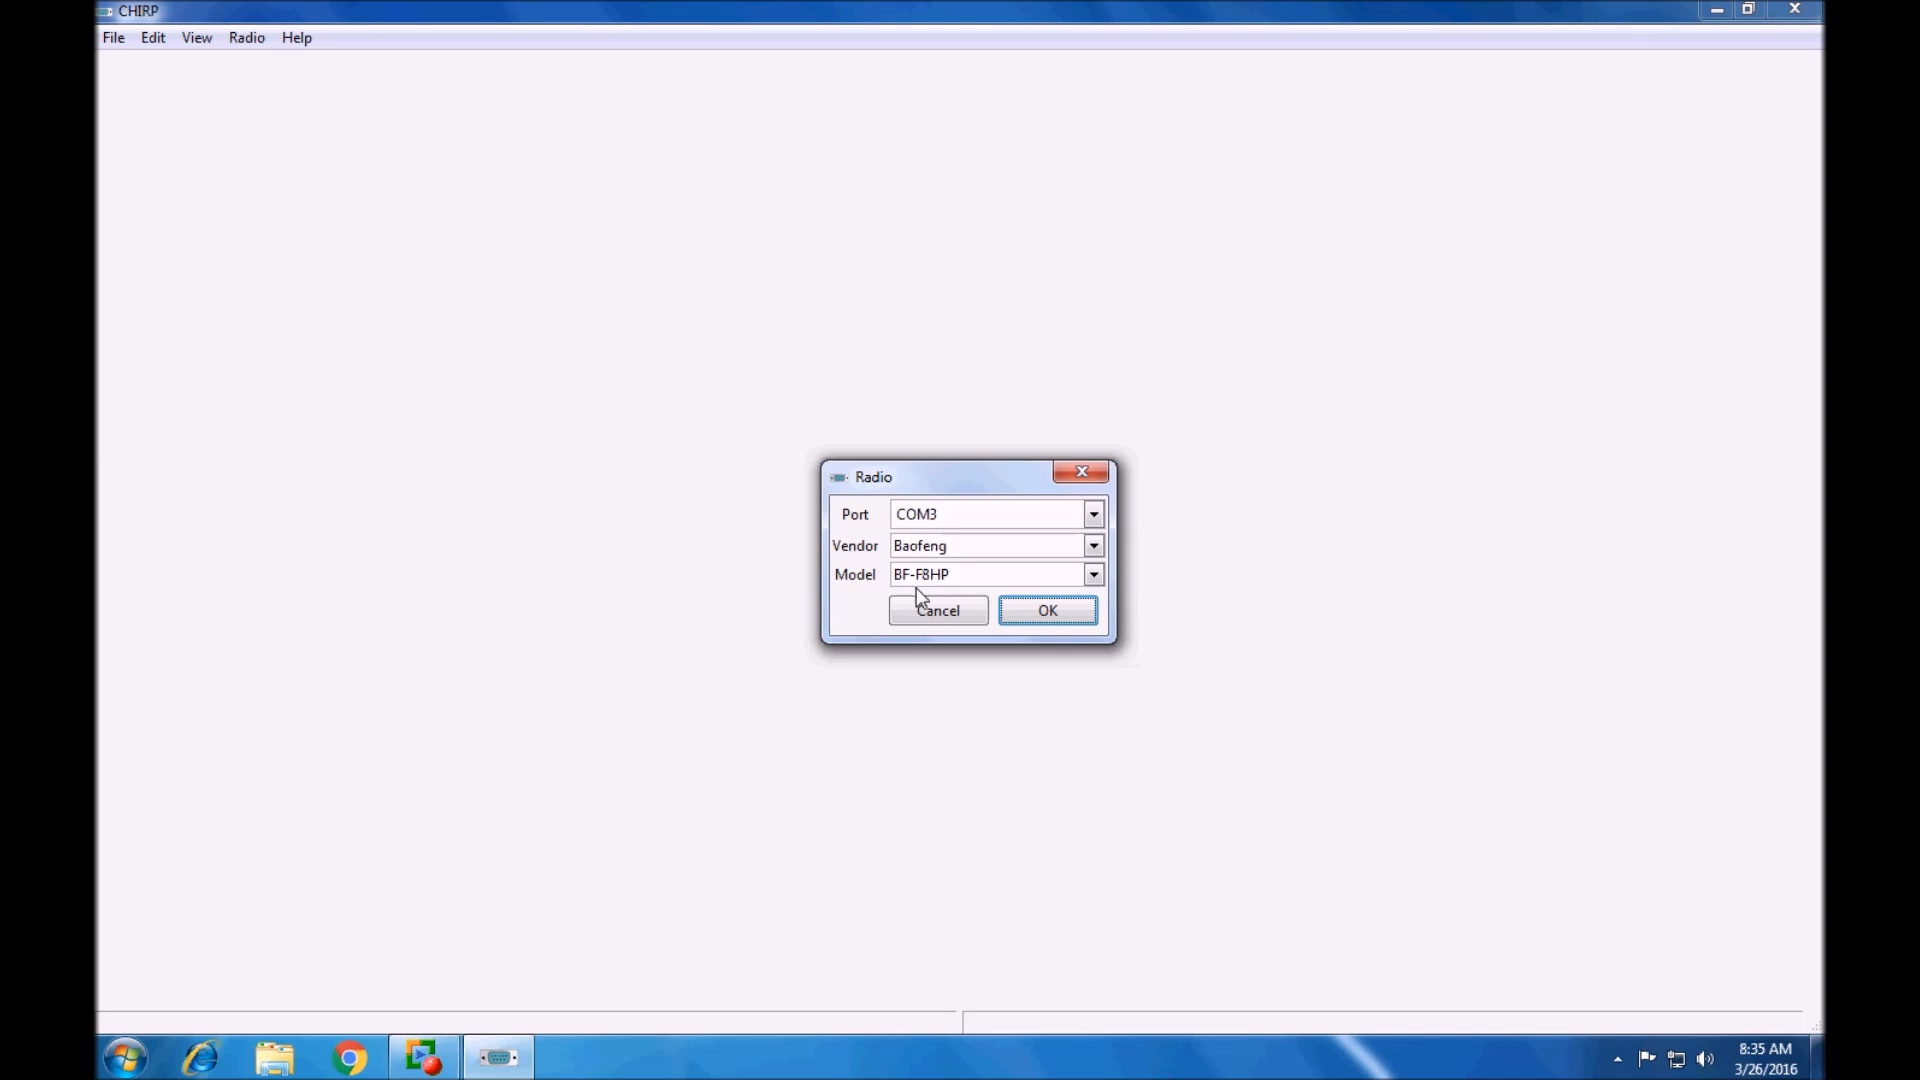 CHIRP
File Edit View Radio Help
Radio
Port COM3
Vendor Baofeng
Model BF-F8HP
Cancel OK
8:35 AM
3/26/2016